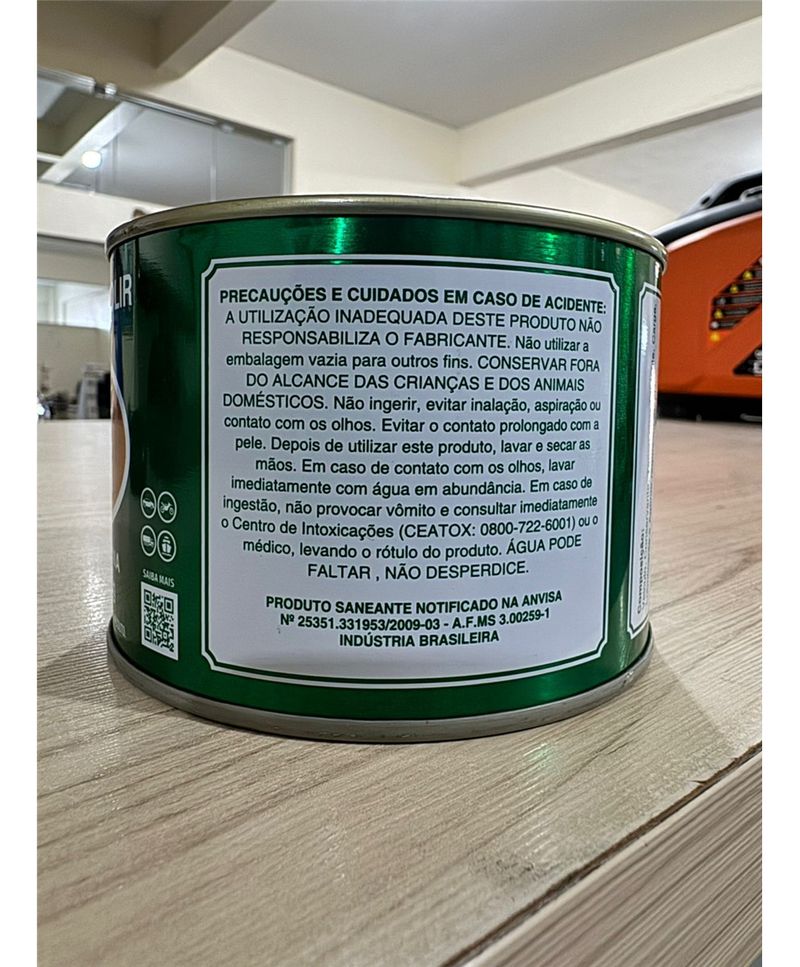 PRECAUÇÕES E CUIDADOS EM CASO DE ACIDENTE:
A UTILIZAÇÃO INADEQUADA DESTE PRODUTO NÃO
RESPONSABILIZA O FABRICANTE. Não utilizar a
embalagem vazia para outros fins. CONSERVAR FORA
DO ALCANCE DAS CRIANÇAS E DOS ANIMAIS
DOMÉSTICOS. Não ingerir, evitar inalação, aspiração ou
contato com os olhos. Evitar o contato prolongado com a
pele. Depois de utilizar este produto, lavar e secar as
mãos. Em caso de contato com os olhos, lavar
imediatamente com água em abundância. Em caso de
ingestão, não provocar vômito e consultar imediatamente
o Centro de Intoxicações (CEATOX: 0800-722-6001) ou o
médico, levando o rótulo do produto. ÁGUA PODE
FALTAR , NÃO DESPERDICE.
PRODUTO SANEANTE NOTIFICADO NA ANVISA
Nº 25351.331953/2009-03 - A.F.MS 3.00259-1
INDÚSTRIA BRASILEIRA
LIR
SAIBA MAIS
Composição:
Carga,